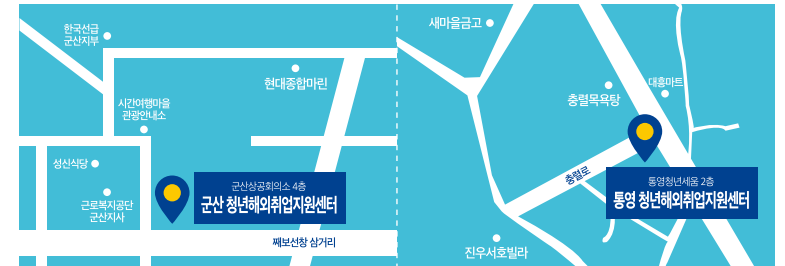 한국선급
군산지부
현대종합마린
시간여행마을
관광안내소
성신식당
근로복지공단
군산지사
군산상공회의소 4층
군산 청년해외취업지원센터
째보선창 삼거리
새마을금고
대흥마트
충렬목욕탕
충렬로
통영청년세움 2층
통영 청년해외취업지원센터
진우서호빌라